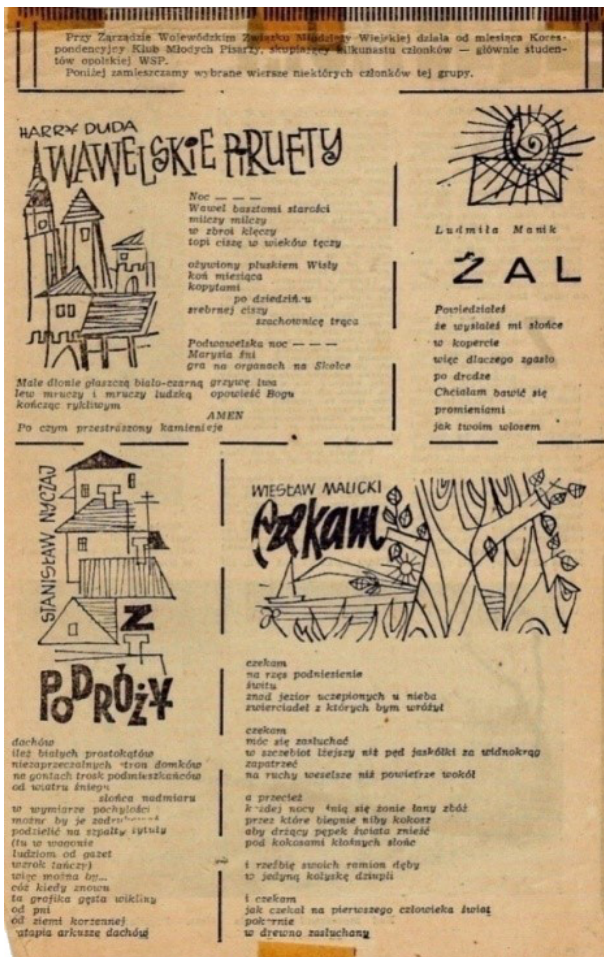 Przy Zarządzie Wojewódzkim Związku Młodzieży Wiejskiej działa od miesiąca Kores-
pondencyjny Klub Młodych Pisarzy, skupiający kilkunastu członków — głównie studen-
tów opolskiej WSP.
Poniżej zamieszczamy wybrane wiersze niektórych członków tej grupy.
HARRY DUDA
WAWELSKIE PIRUETY
Noc — — —
Wawel basztami starości
milczy milczy
w zbroi klęczy
topi ciszę w wieków tęczy
ożywiony pluskiem Wisły
koń miesiąca
kopytami
po dziedzińcu
srebrnej ciszy
szachownicę trąca
Podwawelska noc — — —
Marysia śni
gra na organach na Skałce
Małe dłonie głaszczą biało-czarną grzywę lwa
lew mruczy i mruczy ludzką opowieść Bogu
kończąc rykliwym
AMEN
Po czym przestraszony kamienieje
Ludmiła Manik
ŻAL
Powiedziałeś
że wysłałeś mi słońce
w kopercie
więc dlaczego zgasło
po drodze
Chciałam bawić się
promieniami
jak twoim włosem
STANISŁAW NYCZAJ
Z
PODRÓŻY
dachów
ileż białych prostokątów
niezaprzeczalnych stron domków
na gontach trosk podmieszkańców
od wiatru śniegu
słońca nadmiaru
w wymiarze pochyłości
możne by je
podzielić na szpalty tytuły
(tu w wagonie
ludziom od gazet
wzrok tańczy)
więc można by...
cóż kiedy znowu
ta grafika gęsta wikliny
od pni
od ziemi korzennej
zatapia arkusze dachów
WIESŁAW MALICKI
Czekam
czekam
na rzęs podniesienie
świtu
znad jezior uczepionych u nieba
zwierciadeł z których bym wróżył
czekam
móc się zasłuchać
w szczebiot lżejszy niż pęd jaskółki za widnokrąg
zapatrzeć
na ruchy weselsze niż powietrze wokół
a przecież
każdej nocy śnią się żonie łany zbóż
przez które biegnie niby kokosz
aby drżący pępek świata znieść
pod kokosami kłośnych słońc
i rzeźbię swoich ramion dęby
w jedyną kołyskę dziupli
i czekam
jak czekał na pierwszego człowieka świat
pokornie
w drewno zasłuchany